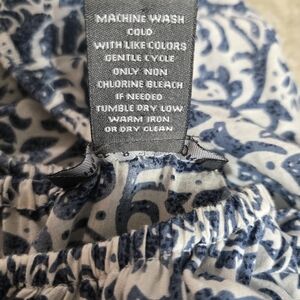 MACHINE WASH
COLD
WITH LIKE COLORS
GENTLE CYCLE
ONLY NON
CHLORINE BLEACH
IF NEEDED
TUMBLE DRY LOW
WARM IRON
OR DRY CLEAN